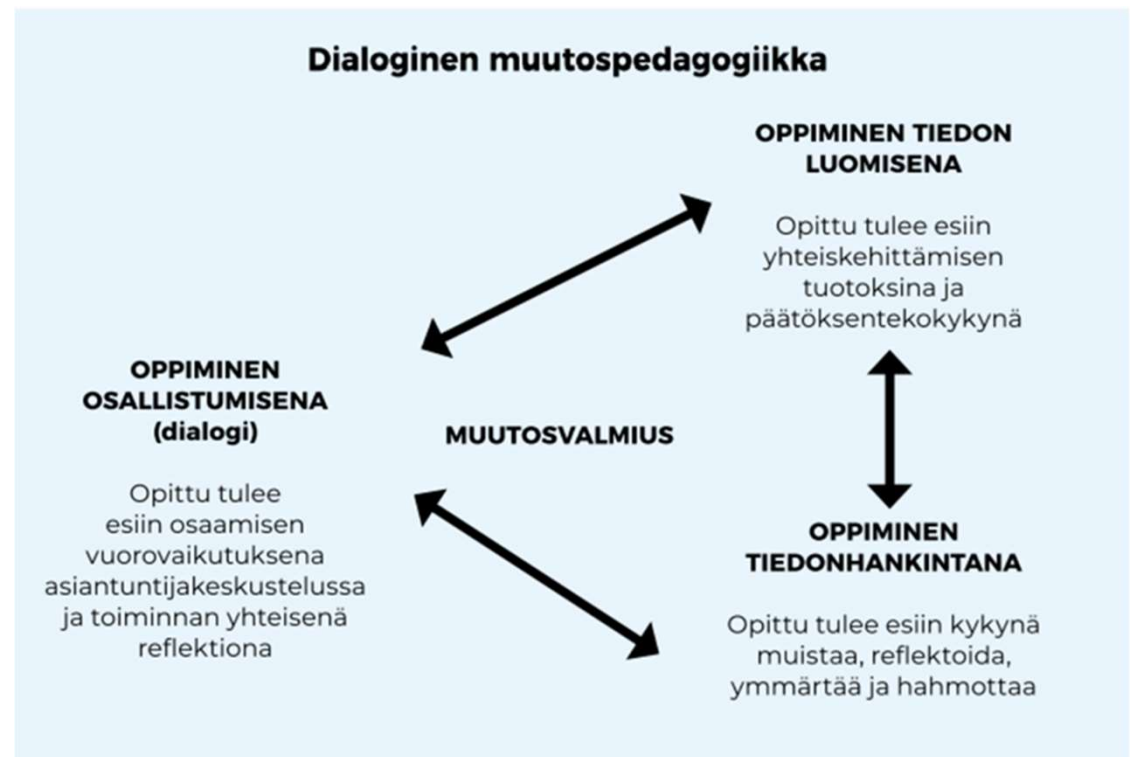 Dialoginen muutospedagogiikka
OPPIMINEN TIEDON
LUOMISENA
Opittu tulee esiin
yhteiskehittämisen
tuotoksina ja
päätöksentekokykynä
OPPIMINEN
OSALLISTUMISENA
(dialogi)
Opittu tulee
esiin osaamisen
vuorovaikutuksena
asiantuntijakeskustelussa
ja toiminnan yhteisenä
reflektiona
MUUTOSVALMIUS
OPPIMINEN
TIEDONHANKINTANA
Opittu tulee esiin kykynä
muistaa, reflektoida,
ymmärtää ja hahmottaa